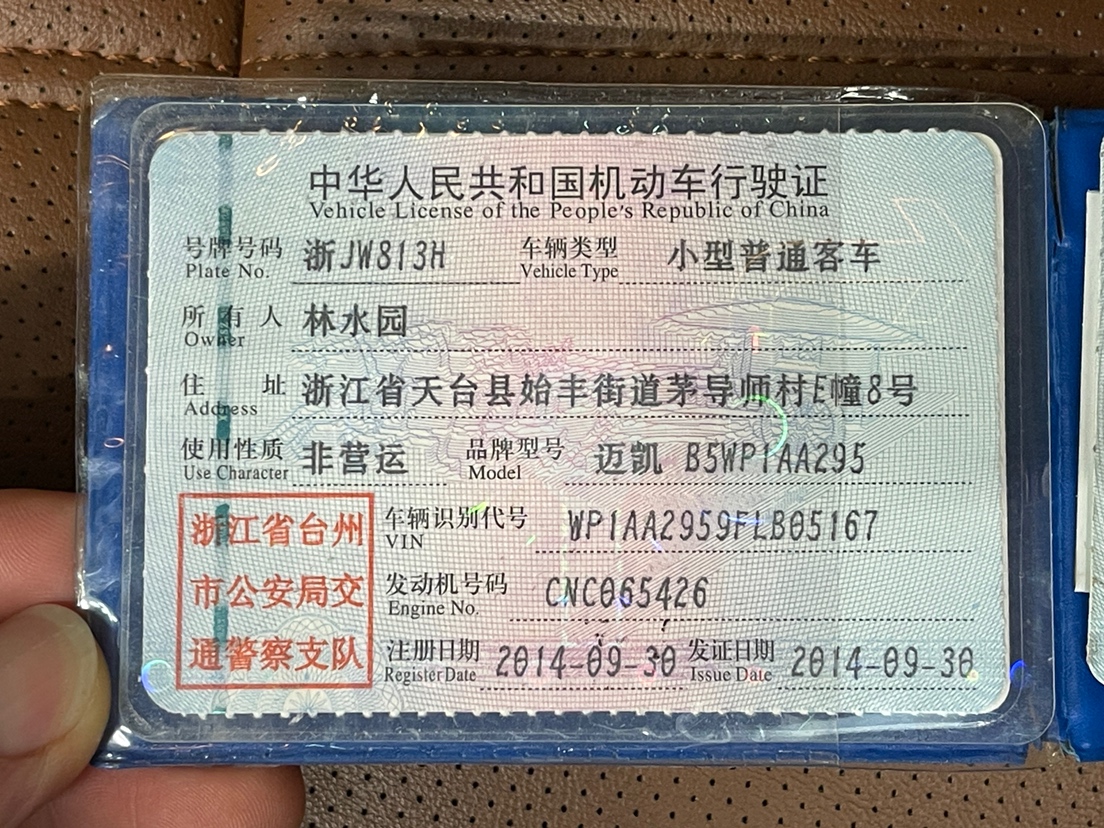 中华人民共和国机动车行驶证
Vehicle License of the People's Republic of China
号牌号码 浙JW813H 车辆类型 小型普通客车
Plate No. Vehicle Type
所有人 林水园
Owner
住址 浙江省天台县始丰街道茅导师村E幢8号
Address
使用性质 非营运 品牌型号 迈凯 B5WP1AA295
Use Character Model
浙江省台州 车辆识别代号 WP1AA2959FLB05167
VIN
市公安局交 发动机号码 CNC065426
Engine No.
通警察支队 注册日期 2014-09-30 发证日期 2014-09-30
Register Date Issue Date